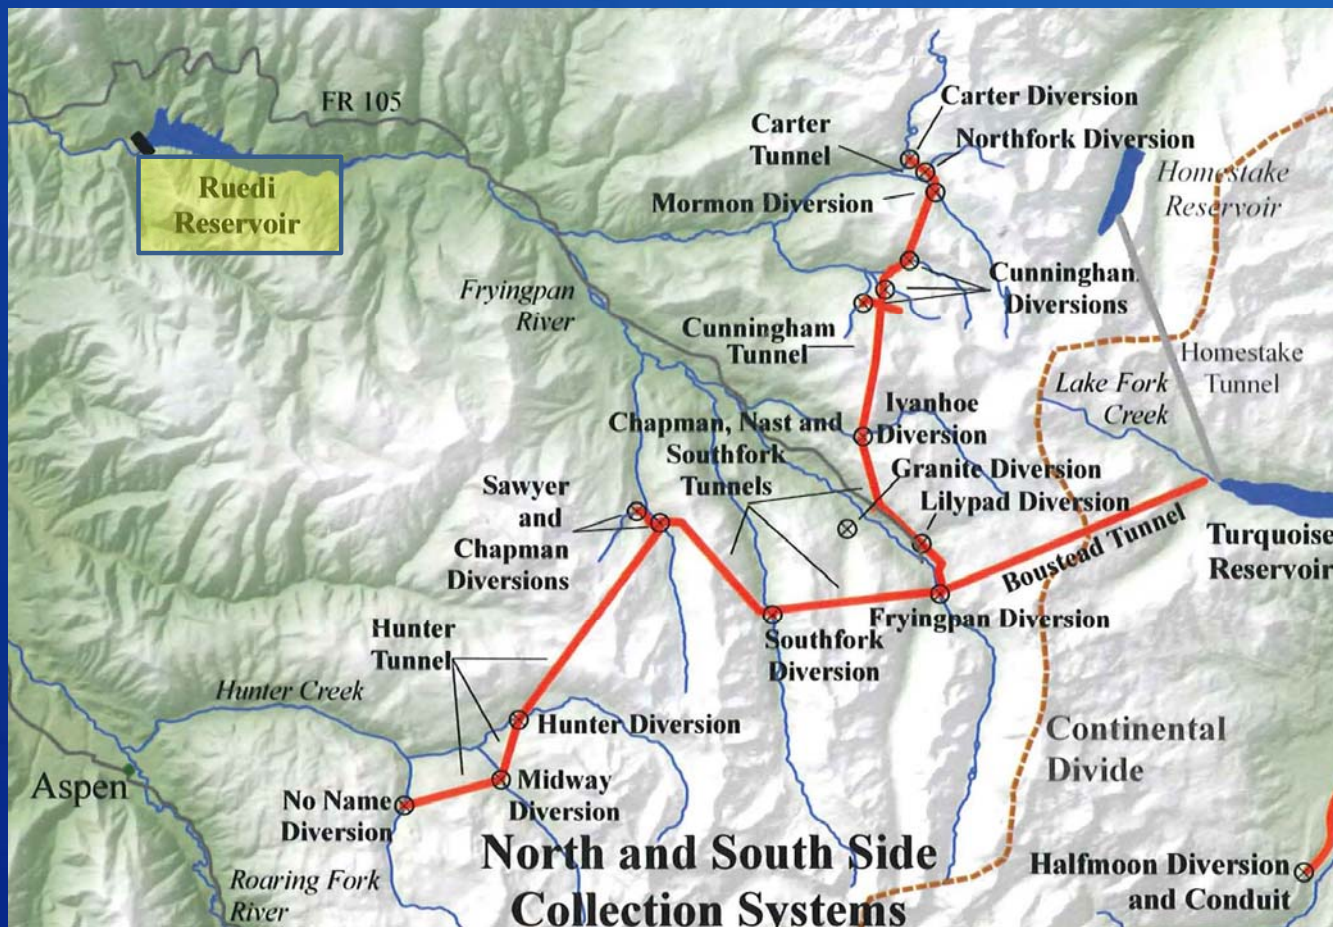 FR 105
Carter Diversion
Carter
Tunnel
Northfork Diversion
Ruedi
Reservoir
Mormon Diversion
Homestake
Reservoir
Fryingpan
River
Cunninghan
Diversions
Cunningham
Tunnel
Homestake
Tunnel
Lake Fork
Creek
Ivanhoe
Diversion
Chapman, Nast and
Southfork
Tunnels
Granite Diversion
Lilypad Diversion
Sawyer
and
Chapman
Diversions
Boustead Tunnel
Turquoise
Reservoir
Fryingpan Diversion
Southfork
Diversion
Hunter
Tunnel
Hunter Creek
Hunter Diversion
Continental
Divide
Aspen
Midway
Diversion
No Name
Diversion
North and South Side
Collection Systems
Roaring Fork
River
Halfmoon Diversion
and Conduit